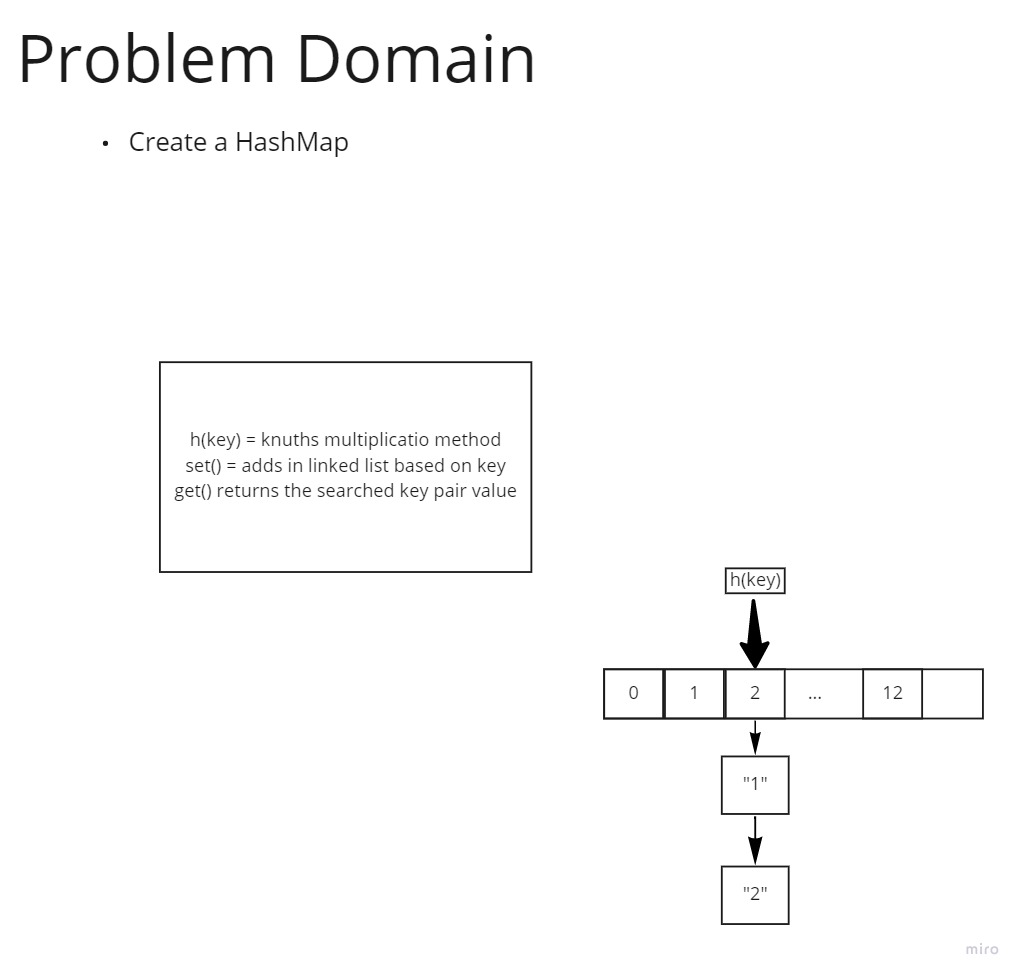 Problem Domain
• Create a HashMap
h(key) = knuths multiplicatio method
set() = adds in linked list based on key
get() returns the searched key pair value
h(key)
0 1 2 ... 12
"1"
"2"
miro